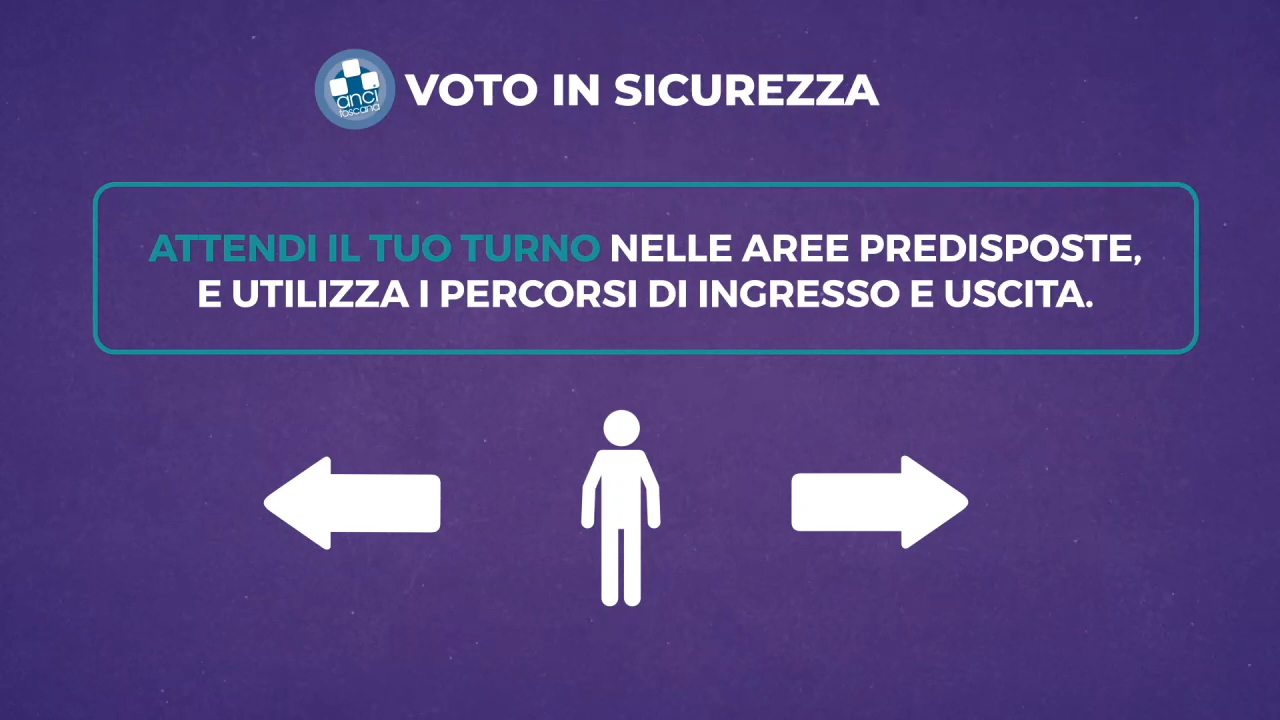 anci
toscana
VOTO IN SICUREZZA
ATTENDI IL TUO TURNO NELLE AREE PREDISPOSTE,
E UTILIZZA I PERCORSI DI INGRESSO E USCITA.